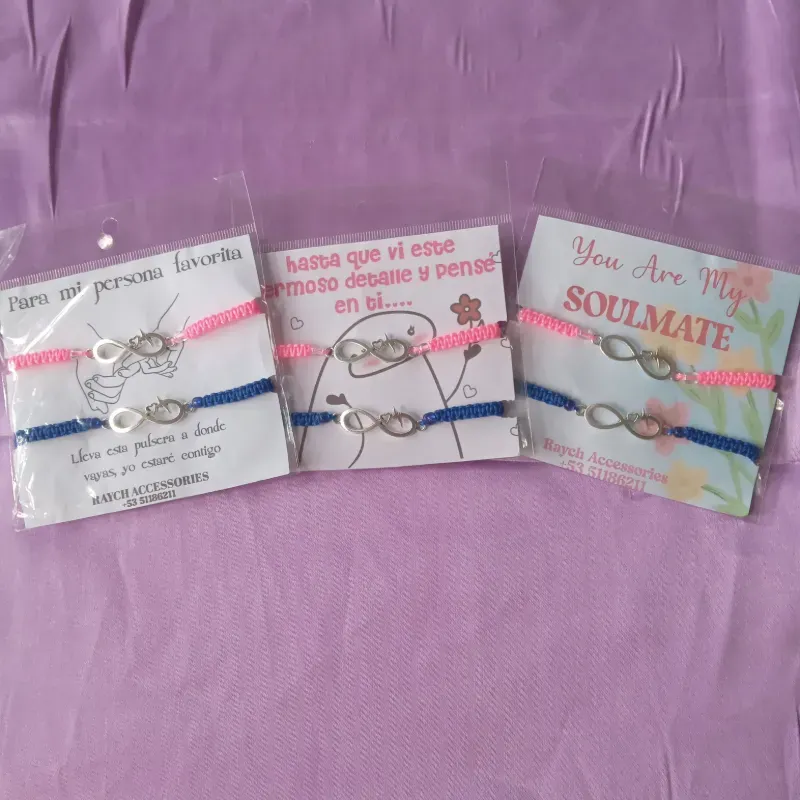 Para mi persona favorita
Lleva esta pulsera a donde
vayas, yo estaré contigo
RAYCH ACCESSORIES
+53 51186211
hasta que vi este
ermoso detalle y pensé
en ti....
You Are My
SOULMATE
Raych Accessories
+53 51186211